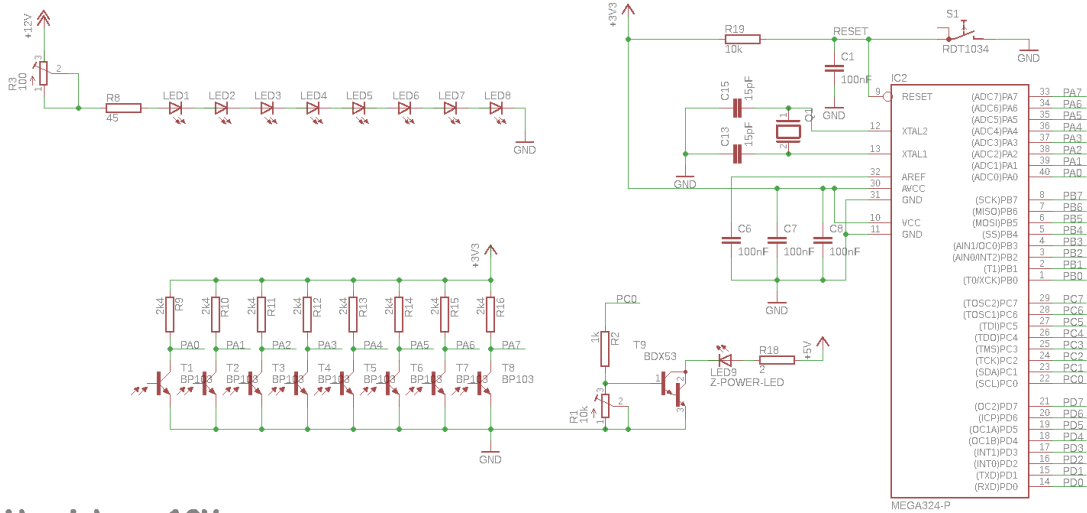 +12V
R3
100
3
2
1
R8
45
LED1
LED2
LED3
LED4
LED5
LED6
LED7
LED8
GND
+3V3
R19
10k
RESET
S1
RDT1034
GND
C1
100nF
GND
C15
15pF
C13
15pF
Q1
1
2
GND
C6
100nF
C7
100nF
C8
100nF
GND
IC2
9 RESET
12 XTAL2
13 XTAL1
32 AREF
30 AVCC
31 GND
10 VCC
11 GND
(ADC7)PA7 33 PA7
(ADC6)PA6 34 PA6
(ADC5)PA5 35 PA5
(ADC4)PA4 36 PA4
(ADC3)PA3 37 PA3
(ADC2)PA2 38 PA2
(ADC1)PA1 39 PA1
(ADC0)PA0 40 PA0
(SCK)PB7 8 PB7
(MISO)PB6 7 PB6
(MOSI)PB5 6 PB5
(SS)PB4 5 PB4
(AIN1/OC0)PB3 4 PB3
(AIN0/INT2)PB2 3 PB2
(T1)PB1 2 PB1
(T0/XCK)PB0 1 PB0
(TOSC2)PC7 29 PC7
(TOSC1)PC6 28 PC6
(TDI)PC5 27 PC5
(TDO)PC4 26 PC4
(TMS)PC3 25 PC3
(TCK)PC2 24 PC2
(SDA)PC1 23 PC1
(SCL)PC0 22 PC0
(OC2)PD7 21 PD7
(ICP)PD6 20 PD6
(OC1A)PD5 19 PD5
(OC1B)PD4 18 PD4
(INT1)PD3 17 PD3
(INT0)PD2 16 PD2
(TXD)PD1 15 PD1
(RXD)PD0 14 PD0
MEGA324-P
+3V3
2k4 R9
2k4 R10
2k4 R11
2k4 R12
2k4 R13
2k4 R14
2k4 R15
2k4 R16
PA0
PA1
PA2
PA3
PA4
PA5
PA6
PA7
T1
BP103
T2
BP103
T3
BP103
T4
BP103
T5
BP103
T6
BP103
T7
BP103
T8
BP103
GND
PC0
1k
R2
R1
10k
3
2
1
T9
BDX53
1
2
3
LED9
Z-POWER-LED
R18
2
+5V